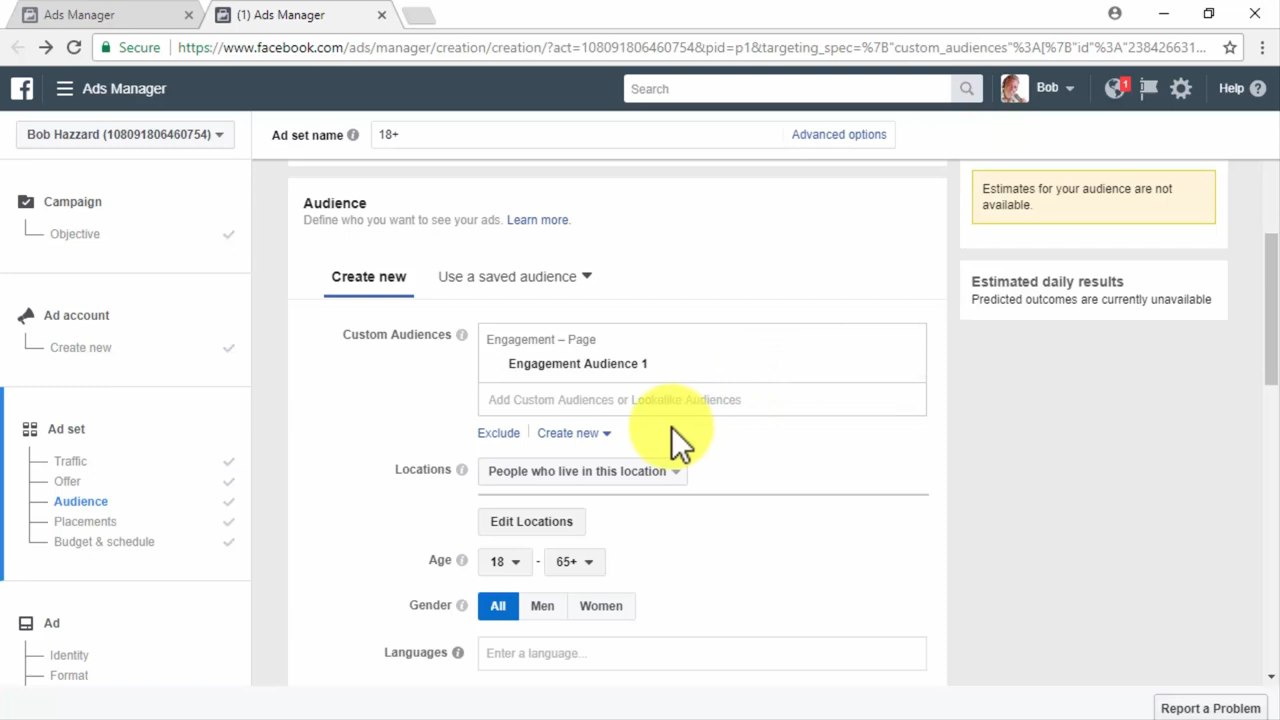 Ads Manager
(1) Ads Manager
Secure
https://www.facebook.com/ads/manager/creation/creation/?act=108091806460754&pid=p1&targeting_spec=%7B"custom_audiences"%3A[%7B"id"%3A"238426631...
Ads Manager
Search
Bob
1
Help ?
Bob Hazzard (108091806460754)
Ad set name
18+
Advanced options
Campaign
Objective
Ad account
Create new
Ad set
Traffic
Offer
Audience
Placements
Budget & schedule
Ad
Identity
Format
Audience
Define who you want to see your ads. Learn more.
Create new
Use a saved audience
Custom Audiences
Engagement – Page
Engagement Audience 1
Add Custom Audiences or Lookalike Audiences
Exclude
Create new
Locations
People who live in this location
Edit Locations
Age
18 - 65+
Gender
All Men Women
Languages
Enter a language...
Estimates for your audience are not
available.
Estimated daily results
Predicted outcomes are currently unavailable
Report a Problem